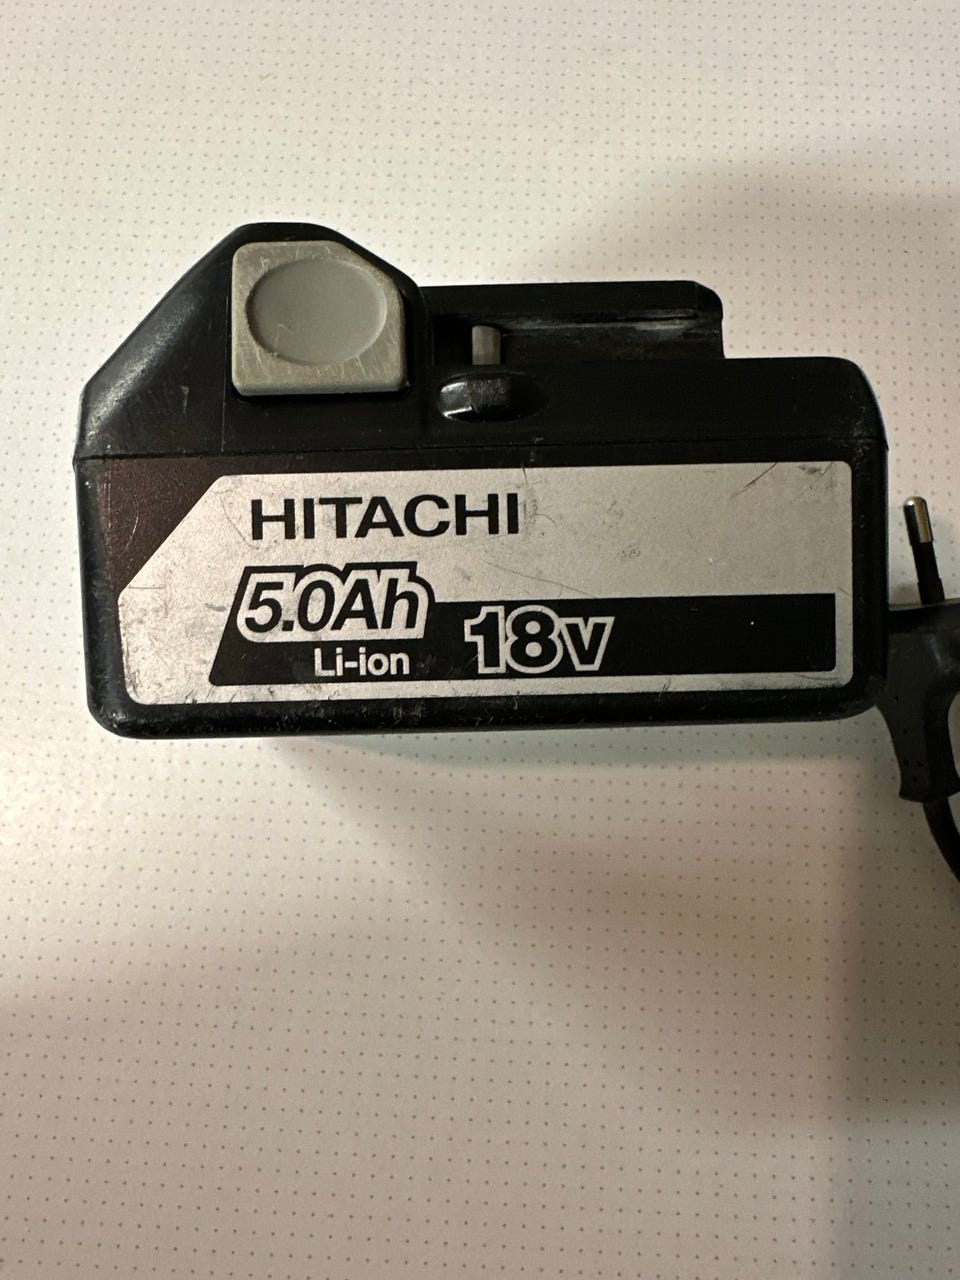 HITACHI
5.0Ah
Li-ion
18v